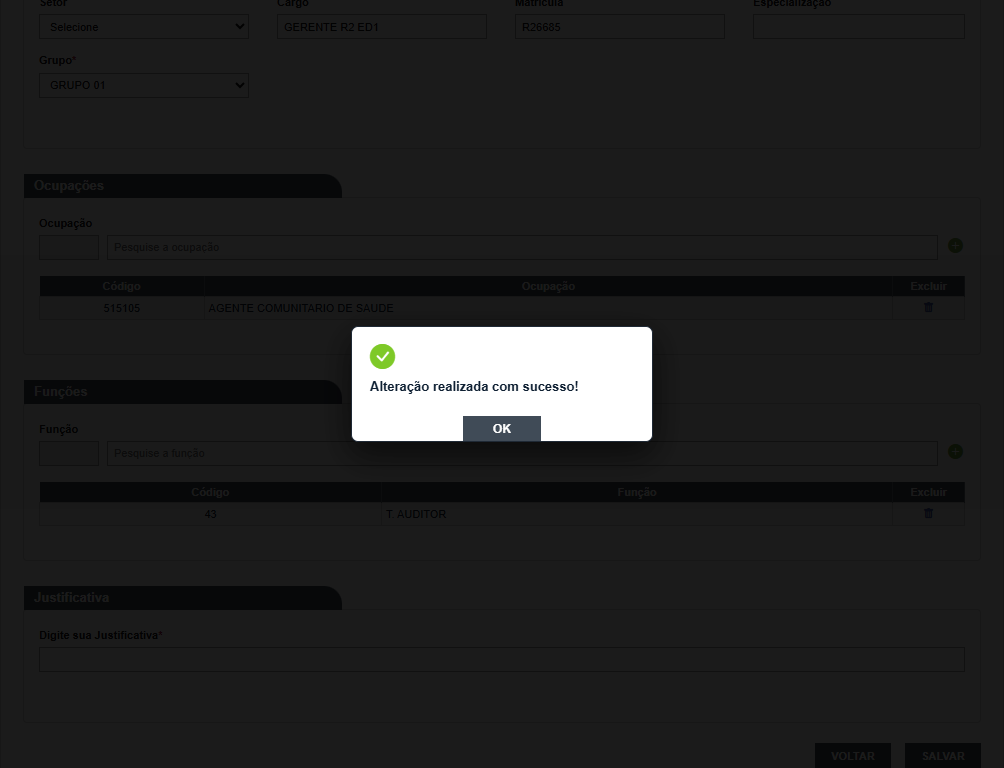 Setor Cargo Matrícula Especialização
Selecione GERENTE R2 ED1 R26685
Grupo*
GRUPO 01
Ocupações
Ocupação
Pesquise a ocupação
Código Ocupação Excluir
515105 AGENTE COMUNITARIO DE SAUDE
Alteração realizada com sucesso!
OK
Funções
Função
Pesquise a função
Código Função Excluir
43 T. AUDITOR
Justificativa
Digite sua Justificativa*
VOLTAR SALVAR